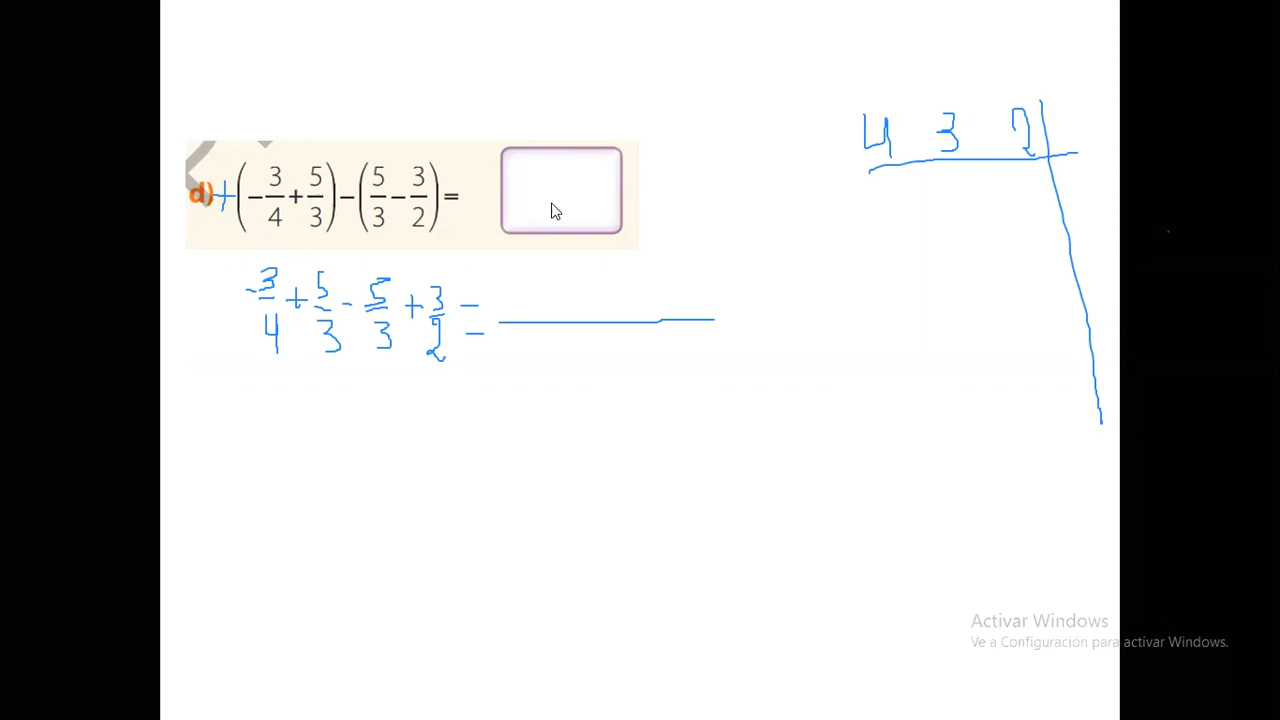 4 3 2
d) +(-3/4+5/3)-(5/3-3/2)=
-3/4+5/3-5/3+3/2=
Activar Windows
Ve a Configuración para activar Windows.